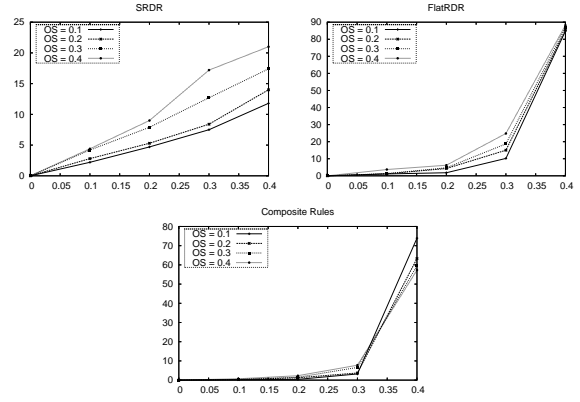 SRDR
25
20
15
10
5
0
OS = 0.1
OS = 0.2
OS = 0.3
OS = 0.4
0 0.05 0.1 0.15 0.2 0.25 0.3 0.35 0.4
FlatRDR
90
80
70
60
50
40
30
20
10
0
OS = 0.1
OS = 0.2
OS = 0.3
OS = 0.4
0 0.05 0.1 0.15 0.2 0.25 0.3 0.35 0.4
Composite Rules
80
70
60
50
40
30
20
10
0
OS = 0.1
OS = 0.2
OS = 0.3
OS = 0.4
0 0.05 0.1 0.15 0.2 0.25 0.3 0.35 0.4